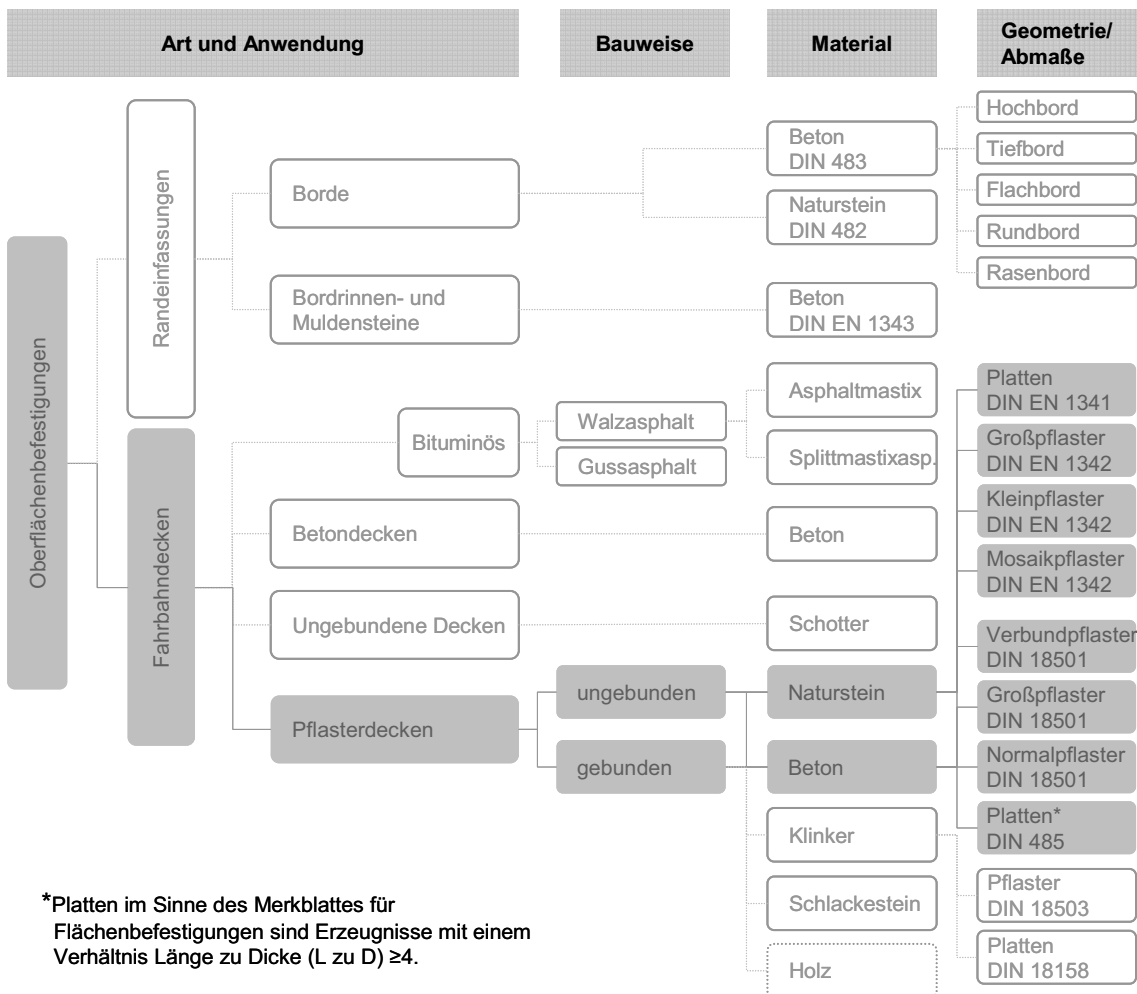 Art und Anwendung
Bauweise
Material
Geometrie/
Abmaße
Oberflächenbefestigungen
Randeinfassungen
Fahrbahndecken
Borde
Bordrinnen- und
Muldensteine
Bituminös
Betondecken
Ungebundene Decken
Pflasterdecken
Walzasphalt
Gussasphalt
ungebunden
gebunden
Beton
DIN 483
Naturstein
DIN 482
Beton
DIN EN 1343
Asphaltmastix
Splittmastixasp.
Beton
Schotter
Naturstein
Beton
Klinker
Schlackestein
Holz
Hochbord
Tiefbord
Flachbord
Rundbord
Rasenbord
Platten
DIN EN 1341
Großpflaster
DIN EN 1342
Kleinpflaster
DIN EN 1342
Mosaikpflaster
DIN EN 1342
Verbundpflaster
DIN 18501
Großpflaster
DIN 18501
Normalpflaster
DIN 18501
Platten*
DIN 485
Pflaster
DIN 18503
Platten
DIN 18158
*Platten im Sinne des Merkblattes für
Flächenbefestigungen sind Erzeugnisse mit einem
Verhältnis Länge zu Dicke (L zu D) ≥4.